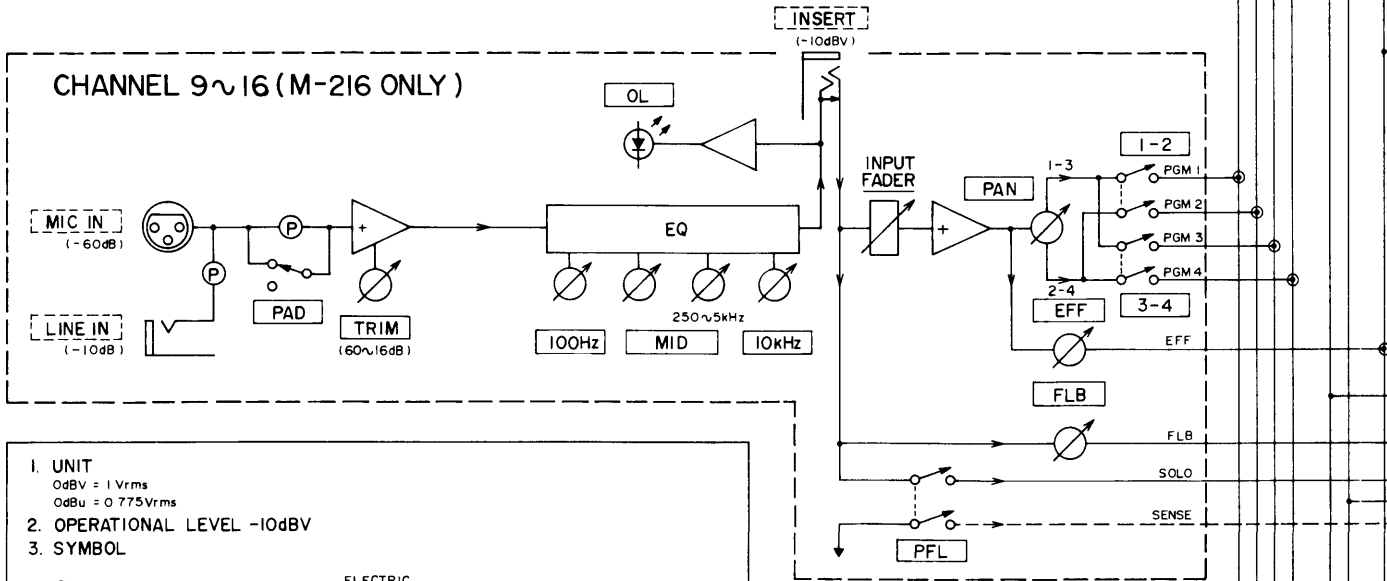 INSERT
(-10dBV)
CHANNEL 9~16 (M-216 ONLY)
OL
INPUT
FADER
PAN
1-3
1-2
PGM 1
PGM 2
PGM 3
PGM 4
2-4
3-4
MIC IN
(-60dB)
P
P
+
EQ
+
PAD
LINE IN
(-10dB)
TRIM
(60~16dB)
100Hz
MID
250~5kHz
10kHz
EFF
EFF
FLB
FLB
SOLO
SENSE
PFL
1. UNIT
0dBV = 1 Vrms
0dBu = 0 775Vrms
2. OPERATIONAL LEVEL -10dBV
3. SYMBOL
ELECTRIC